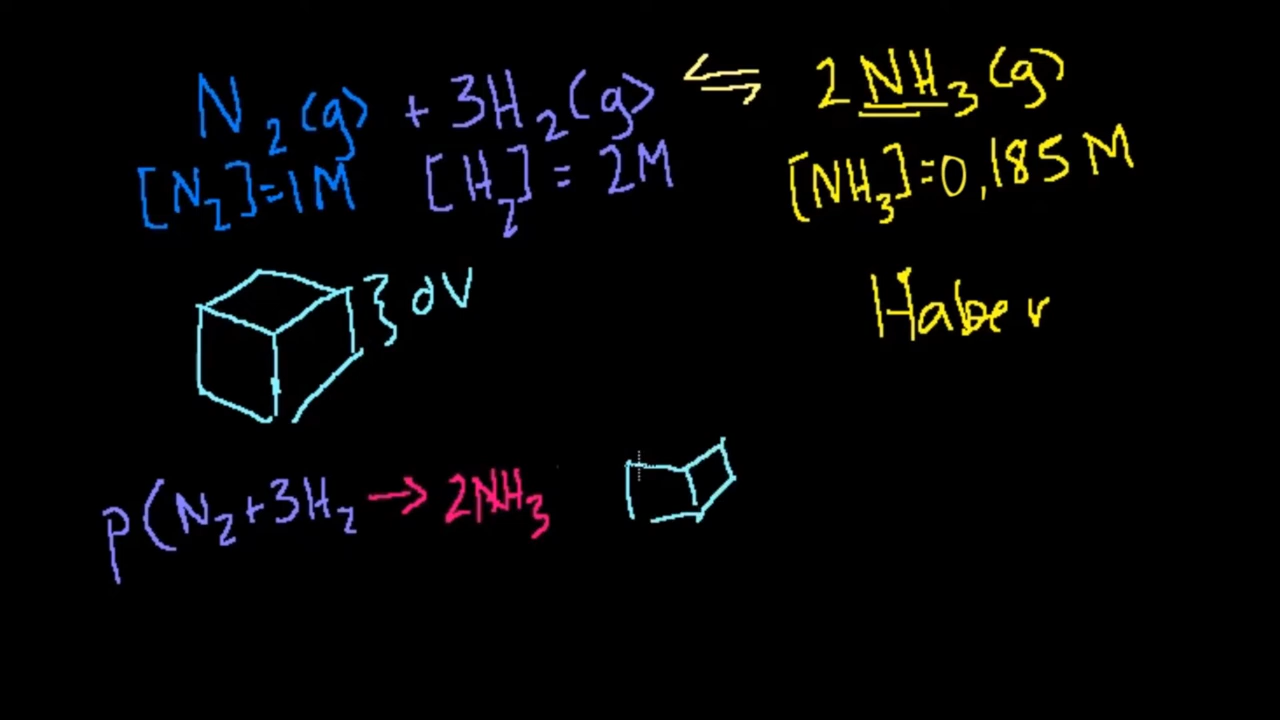 N₂(g) + 3H₂(g) ⇌ 2NH₃(g)
[N₂]=1M [H₂]=2M [NH₃]=0,185M
}dV
Haber
p(N₂+3H₂ → 2NH₃